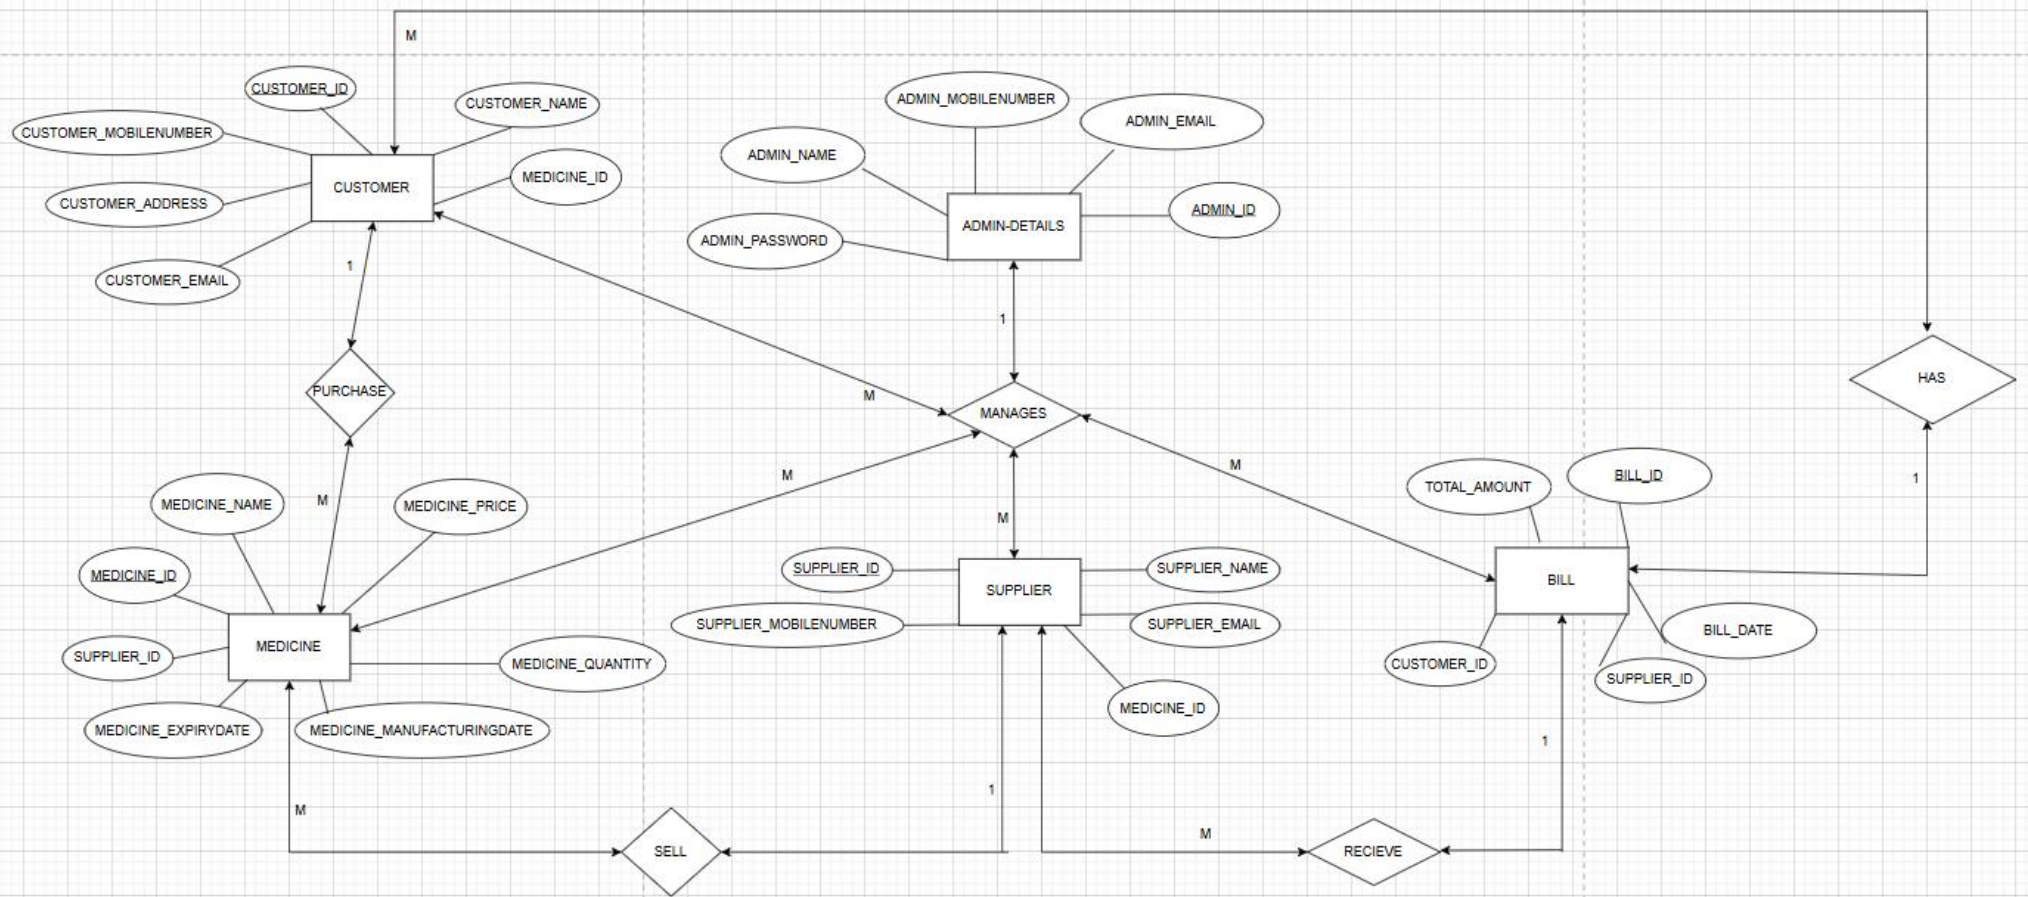 M
CUSTOMER_ID
CUSTOMER_NAME
CUSTOMER_MOBILENUMBER
MEDICINE_ID
CUSTOMER
CUSTOMER_ADDRESS
CUSTOMER_EMAIL
1
PURCHASE
M
ADMIN_MOBILENUMBER
ADMIN_EMAIL
ADMIN_NAME
ADMIN_ID
ADMIN-DETAILS
ADMIN_PASSWORD
1
M
MANAGES
M
M
M
HAS
1
MEDICINE_NAME
MEDICINE_PRICE
MEDICINE_ID
MEDICINE
SUPPLIER_ID
MEDICINE_QUANTITY
MEDICINE_EXPIRYDATE
MEDICINE_MANUFACTURINGDATE
M
SUPPLIER_ID
SUPPLIER_NAME
SUPPLIER
SUPPLIER_MOBILENUMBER
SUPPLIER_EMAIL
MEDICINE_ID
1
SELL
TOTAL_AMOUNT
BILL_ID
BILL
BILL_DATE
CUSTOMER_ID
SUPPLIER_ID
1
M
RECIEVE